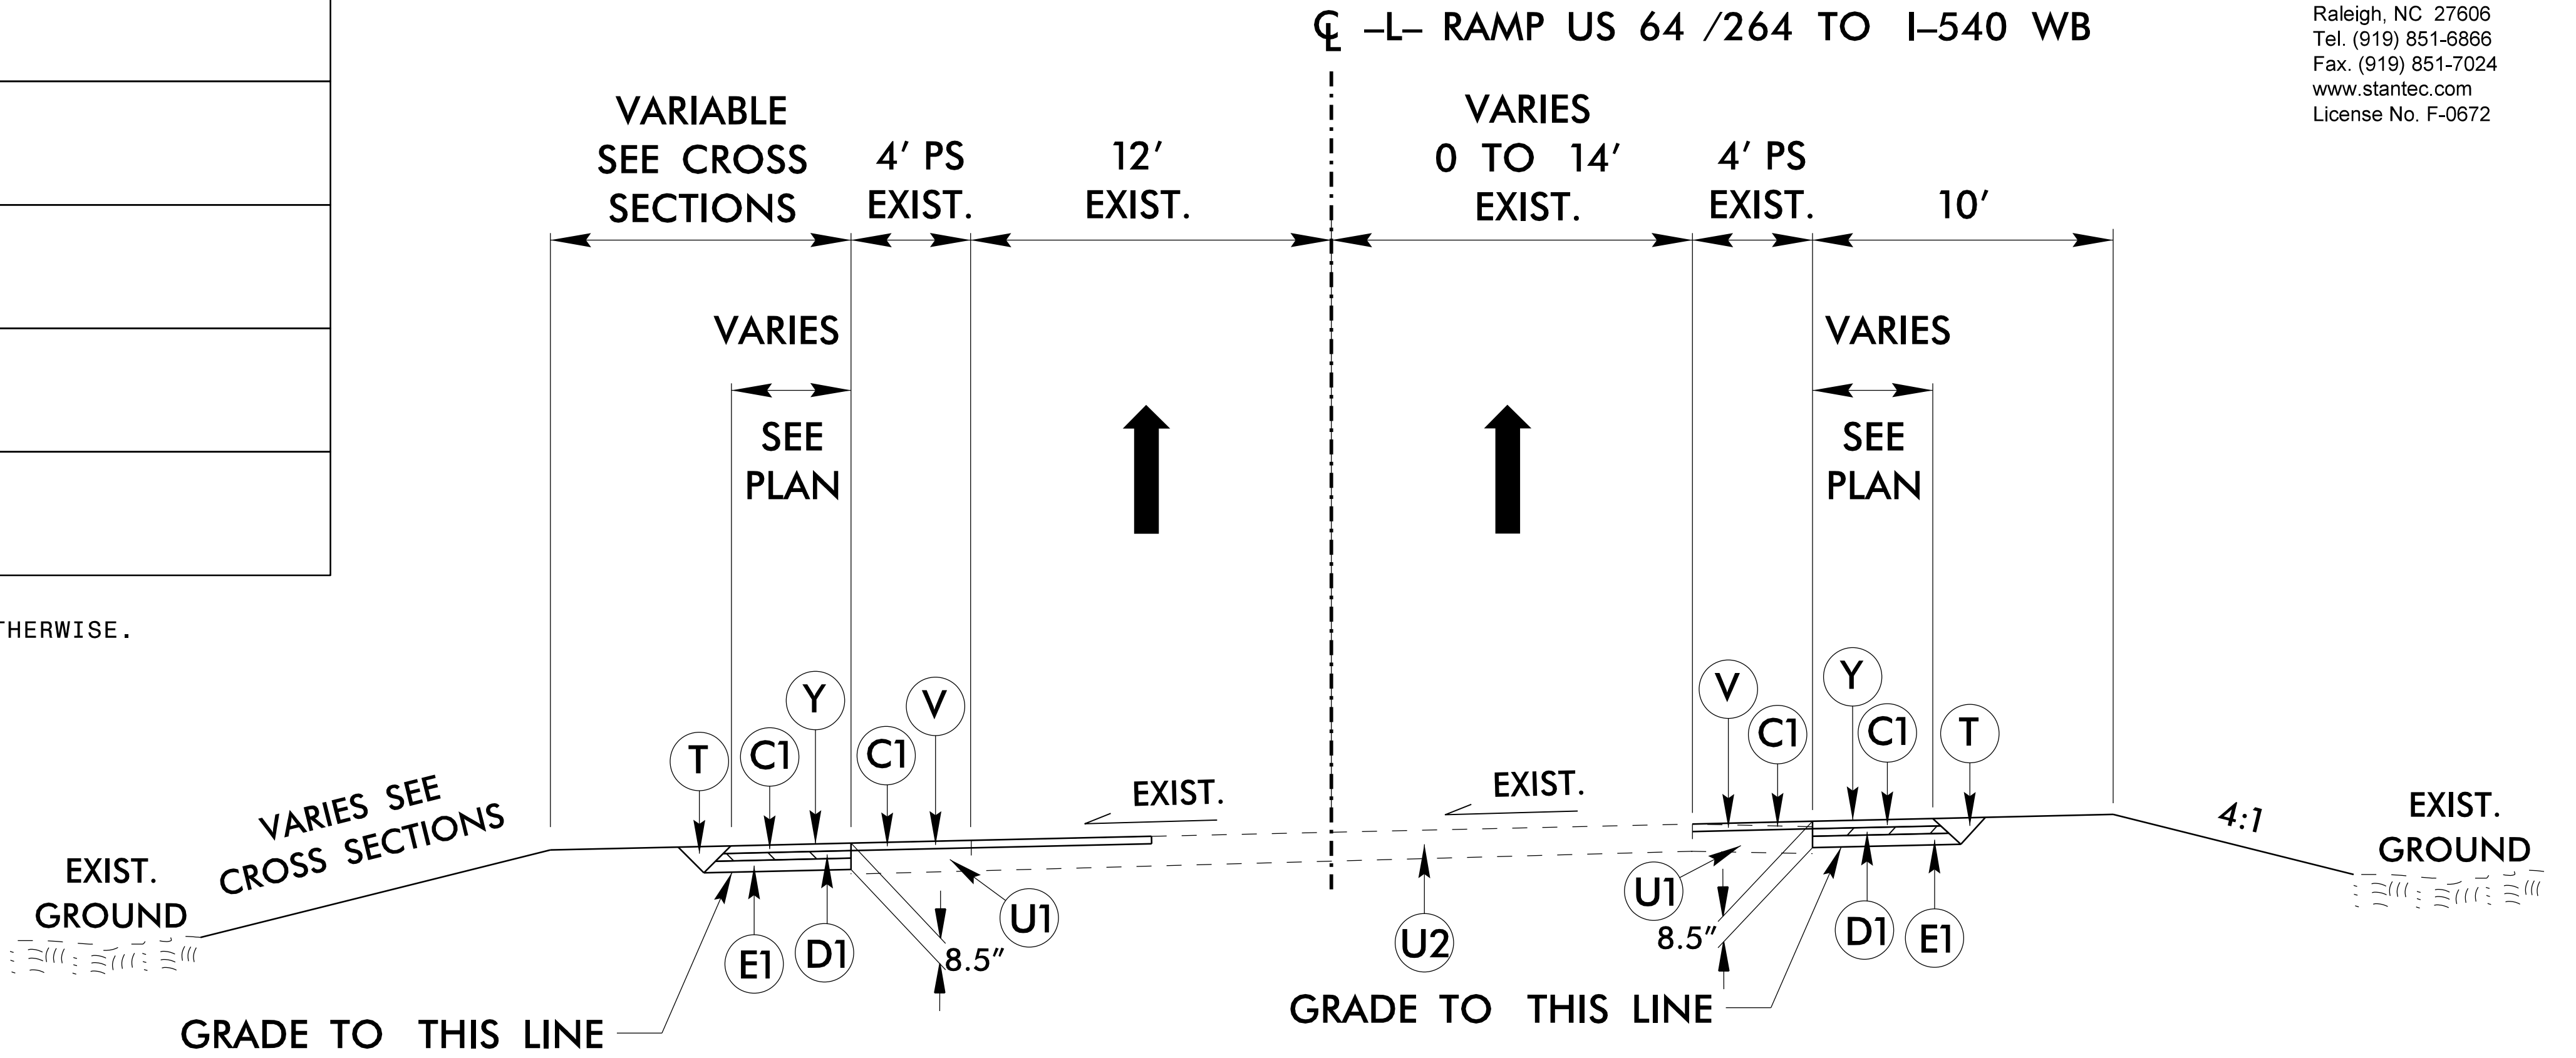 ℄ –L– RAMP US 64 /264 TO I–540 WB
Raleigh, NC 27606
Tel. (919) 851-6866
Fax. (919) 851-7024
www.stantec.com
License No. F-0672
VARIABLE
SEE CROSS
SECTIONS
4' PS
EXIST.
12'
EXIST.
VARIES
0 TO 14'
EXIST.
4' PS
EXIST.
10'
VARIES
SEE
PLAN
VARIES
SEE
PLAN
THERWISE.
T
C1
Y
C1
V
V
C1
Y
C1
T
EXIST.
EXIST.
VARIES SEE
CROSS SECTIONS
4:1
EXIST.
GROUND
EXIST.
GROUND
E1
D1
8.5"
U1
U2
U1
8.5"
D1
E1
GRADE TO THIS LINE
GRADE TO THIS LINE